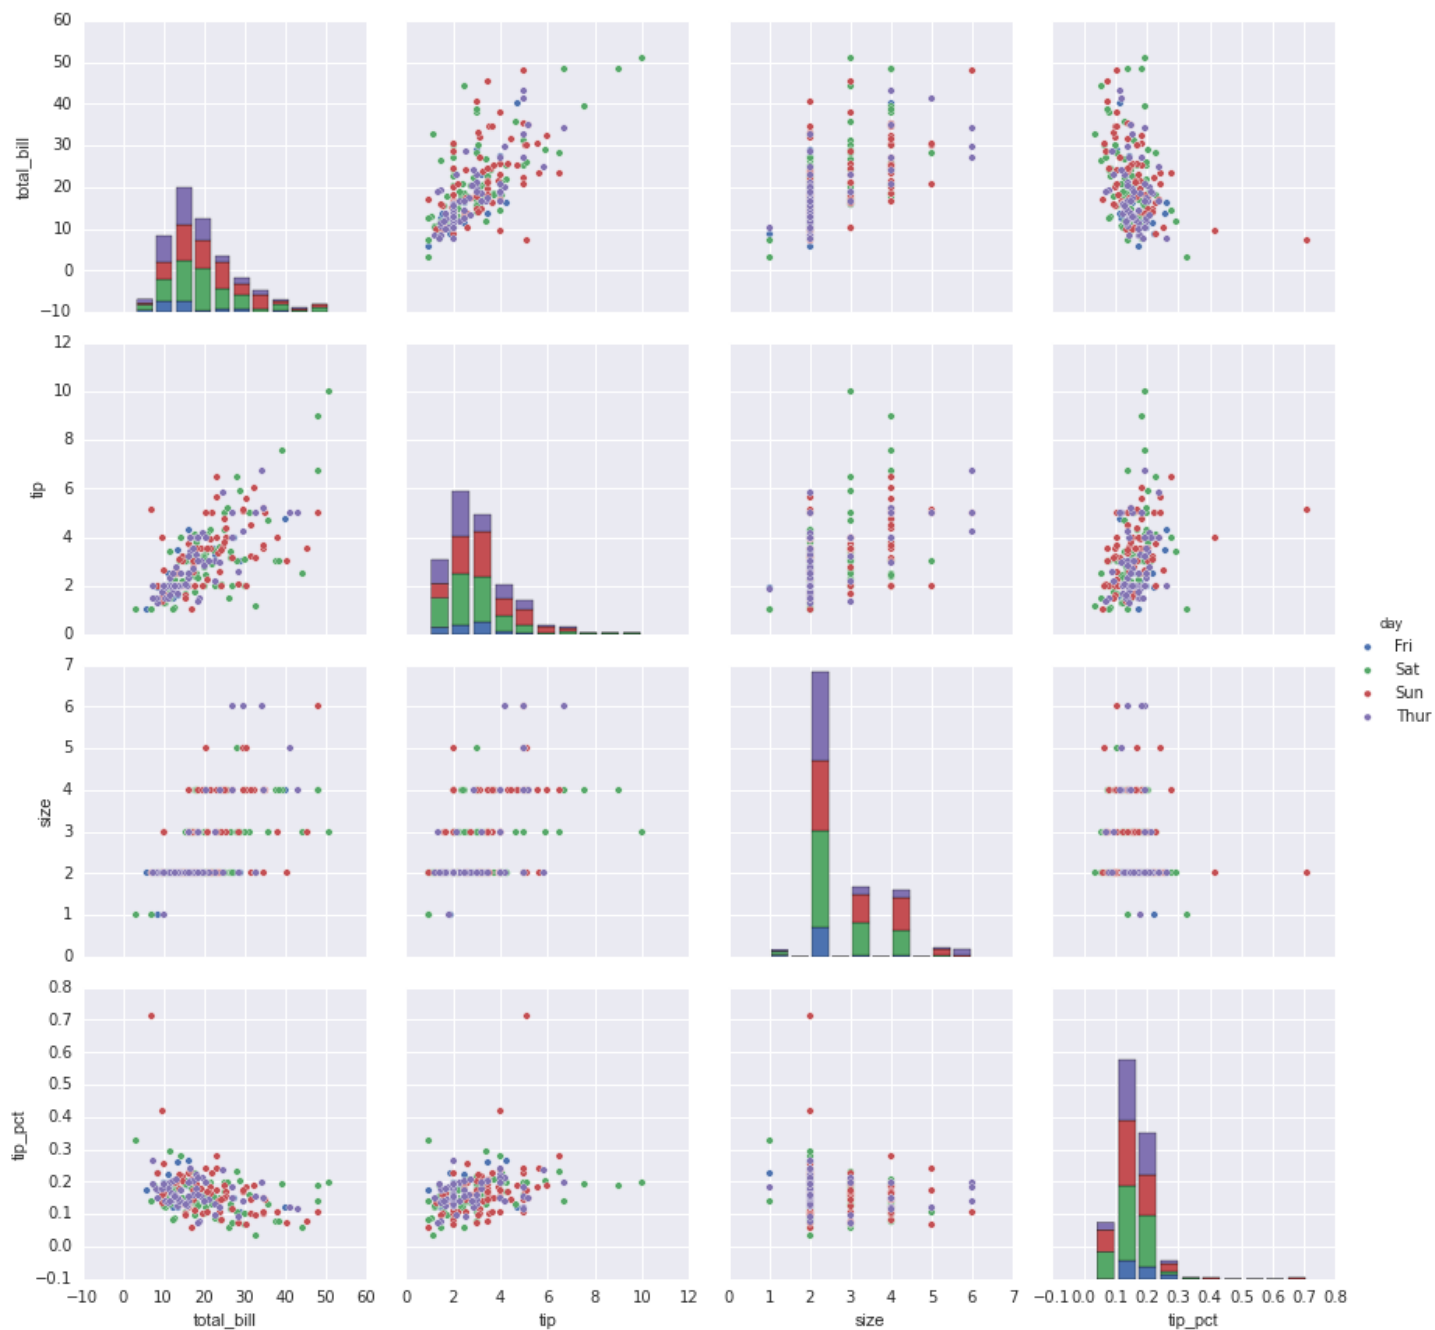 60
50
40
30
20
10
0
−10
total_bill
12
10
8
6
4
2
0
tip
day
Fri
Sat
Sun
Thur
7
6
5
4
3
2
1
0
size
0.8
0.7
0.6
0.5
0.4
0.3
0.2
0.1
0.0
−0.1
tip_pct
−10 0 10 20 30 40 50 60
total_bill
0 2 4 6 8 10 12
tip
0 1 2 3 4 5 6 7
size
−0.1 0.0 0.1 0.2 0.3 0.4 0.5 0.6 0.7 0.8
tip_pct